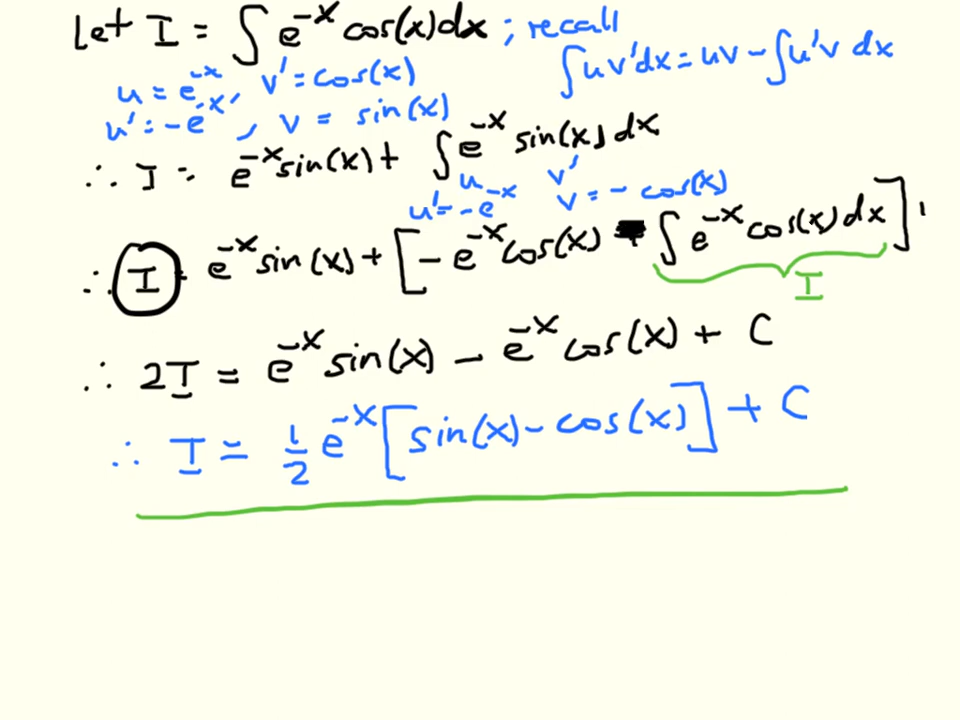 Let I = ∫ e^{-x} cos(x) dx ; recall
∫ uv' dx = uv - ∫ u'v dx
u = e^{-x}, v' = cos(x)
u' = -e^{-x}, v = sin(x)
∴ I = e^{-x} sin(x) + ∫ e^{-x} sin(x) dx
u v'
u' = -e^{-x} v = - cos(x)
∴ I = e^{-x} sin(x) + [ - e^{-x} cos(x) - ∫ e^{-x} cos(x) dx ]
I
∴ 2I = e^{-x} sin(x) - e^{-x} cos(x) + C
∴ I = 1/2 e^{-x} [ sin(x) - cos(x) ] + C